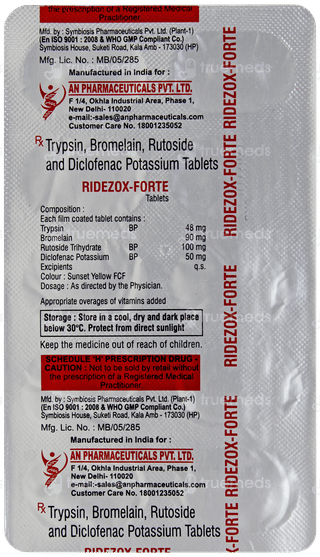 the prescription of a Registered Medical
Practitioner.
Mfd. by : Symbiosis Pharmaceuticals Pvt. Ltd. (Plant-1)
(En ISO 9001 : 2008 & WHO GMP Compliant Co.)
Symbiosis House, Suketi Road, Kala Amb - 173030 (HP)
Mfg. Lic. No. : MB/05/285
Manufactured in India for :
AN PHARMACEUTICALS PVT. LTD.
F 1/4, Okhla Industrial Area, Phase 1,
New Delhi- 110020
e-mail:-sales@anpharmaceuticals.com
Customer Care No. 18001235052
Rx Trypsin, Bromelain, Rutoside
and Diclofenac Potassium Tablets
RIDEZOX-FORTE
Tablets
Composition :
Each film coated tablet contains :
Trypsin BP 48 mg
Bromelain 90 mg
Rutoside Trihydrate BP 100 mg
Diclofenac Potassium BP 50 mg
Excipients q.s.
Colour : Sunset Yellow FCF
Dosage : As directed by the Physician.
Appropriate overages of vitamins added
Storage : Store in a cool, dry and dark place
below 30°C. Protect from direct sunlight
Keep the medicine out of reach of children.
SCHEDULE 'H' PRESCRIPTION DRUG -
CAUTION : Not to be sold by retail without
the prescription of a Registered Medical
Practitioner.
Mfd. by : Symbiosis Pharmaceuticals Pvt. Ltd. (Plant-1)
(En ISO 9001 : 2008 & WHO GMP Compliant Co.)
Symbiosis House, Suketi Road, Kala Amb - 173030 (HP)
Mfg. Lic. No. : MB/05/285
Manufactured in India for :
AN PHARMACEUTICALS PVT. LTD.
F 1/4, Okhla Industrial Area, Phase 1,
New Delhi- 110020
e-mail:-sales@anpharmaceuticals.com
Customer Care No. 18001235052
Rx Trypsin, Bromelain, Rutoside
and Diclofenac Potassium Tablets
RIDEZOX-FORTE
RIDEZOX-FORTE
RIDEZOX-FORTE
RIDEZOX-FORTE
RIDEZOX-FORTE
truemeds